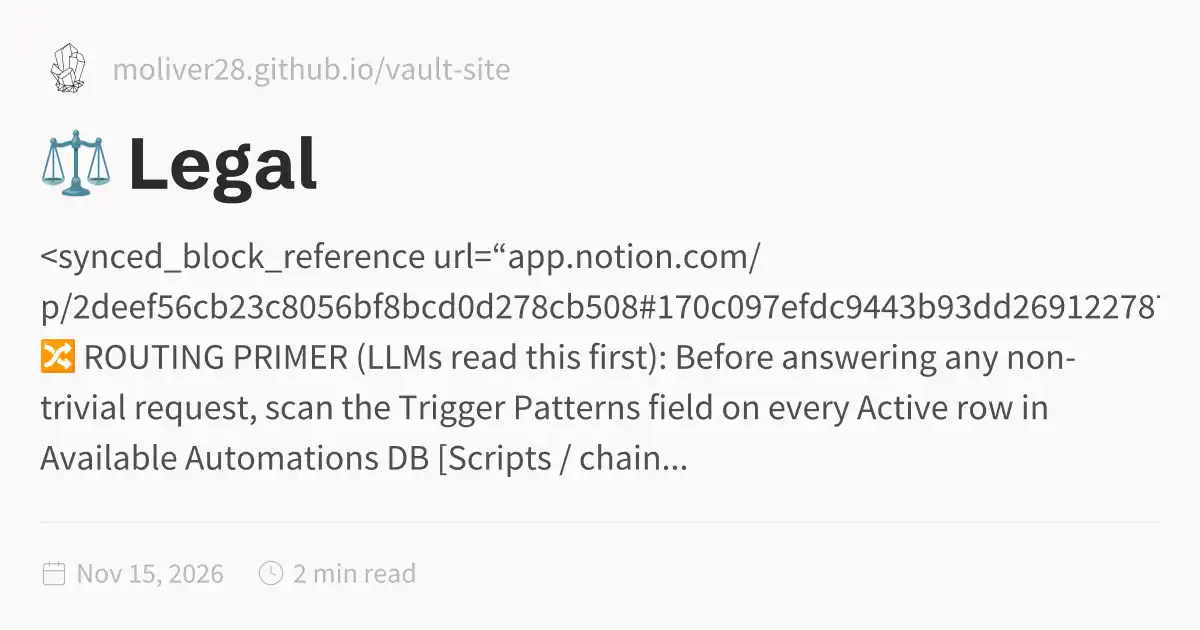 moliver28.github.io/vault-site
⚖️ Legal
<synced_block_reference url=“app.notion.com/
p/2deef56cb23c8056bf8bcd0d278cb508#170c097efdc9443b93dd26912278
🔀 ROUTING PRIMER (LLMs read this first): Before answering any non-
trivial request, scan the Trigger Patterns field on every Active row in
Available Automations DB [Scripts / chain...
Nov 15, 2026 2 min read